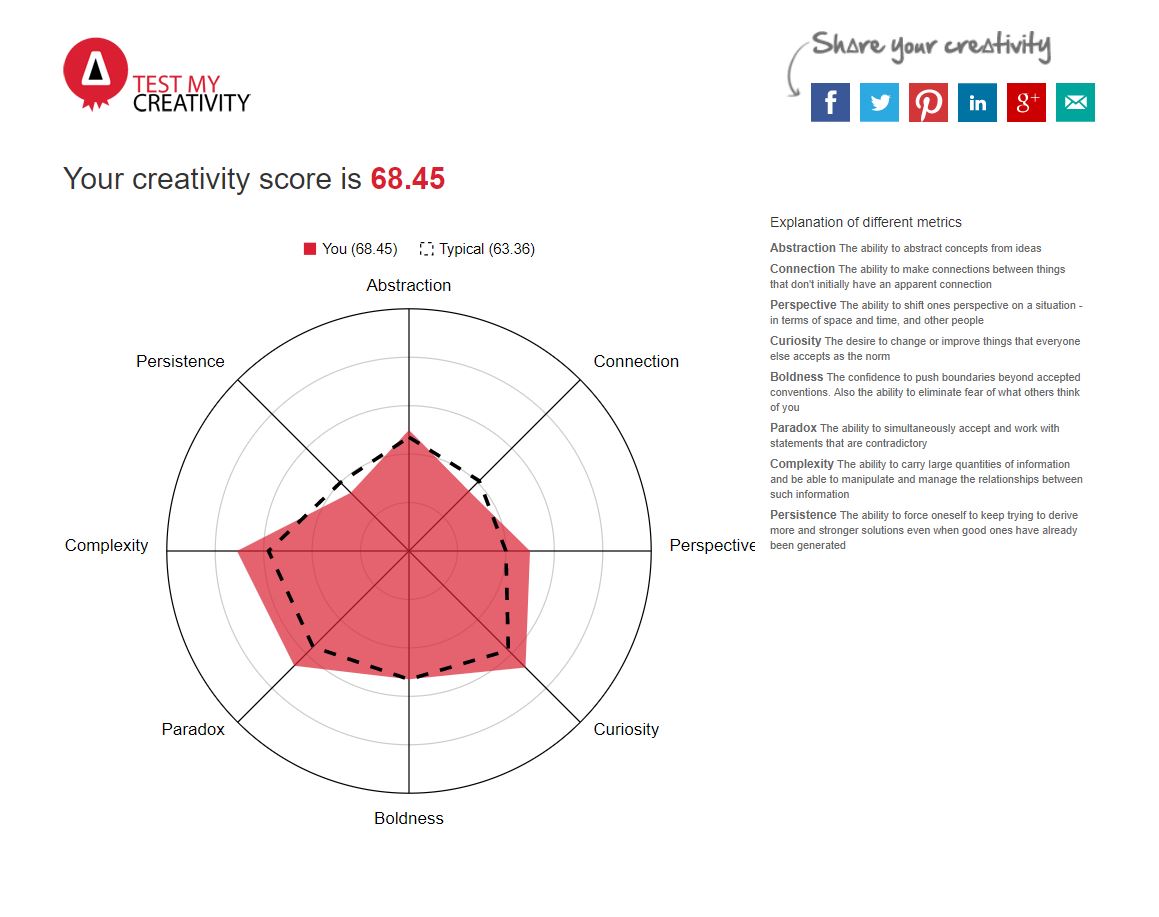 TEST MY
CREATIVITY
Share your creativity
f
in
g+
Your creativity score is 68.45
You (68.45)
Typical (63.36)
Abstraction
Persistence
Connection
Complexity
Perspective
Paradox
Curiosity
Boldness
Explanation of different metrics
Abstraction The ability to abstract concepts from ideas
Connection The ability to make connections between things
that don't initially have an apparent connection
Perspective The ability to shift ones perspective on a situation -
in terms of space and time, and other people
Curiosity The desire to change or improve things that everyone
else accepts as the norm
Boldness The confidence to push boundaries beyond accepted
conventions. Also the ability to eliminate fear of what others think
of you
Paradox The ability to simultaneously accept and work with
statements that are contradictory
Complexity The ability to carry large quantities of information
and be able to manipulate and manage the relationships between
such information
Persistence The ability to force oneself to keep trying to derive
more and stronger solutions even when good ones have already
been generated